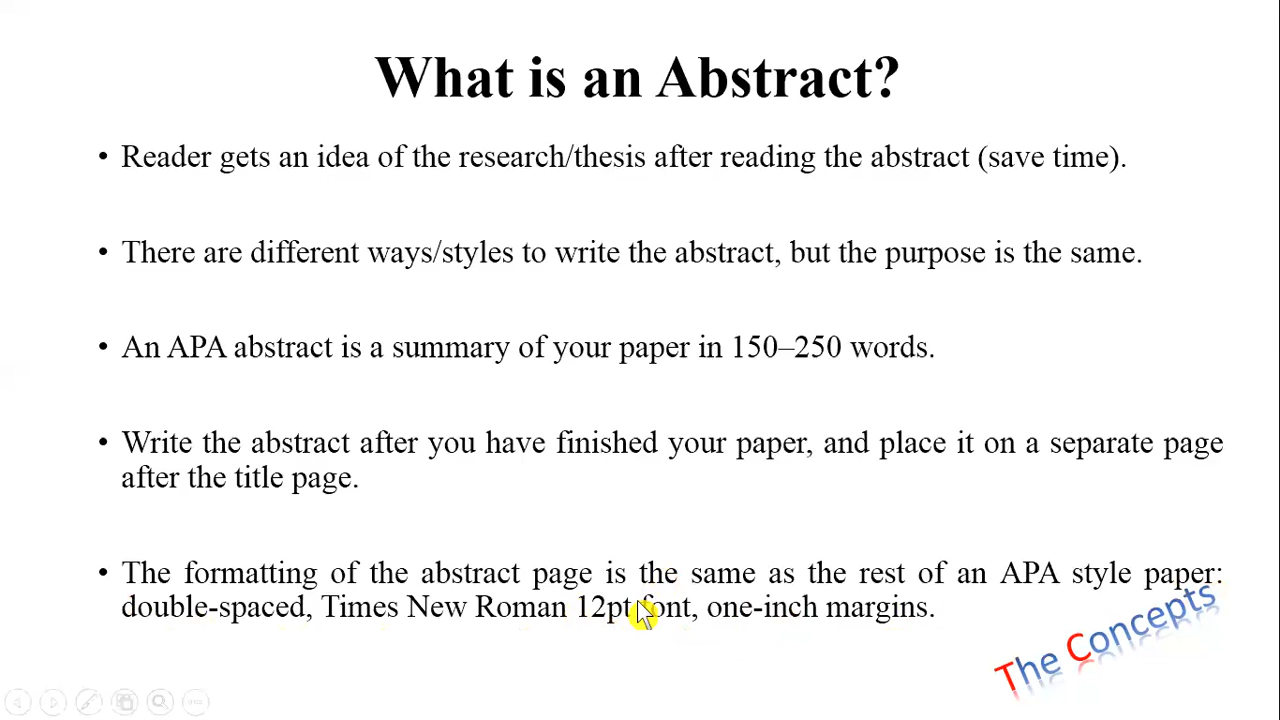 What is an Abstract?
• Reader gets an idea of the research/thesis after reading the abstract (save time).
• There are different ways/styles to write the abstract, but the purpose is the same.
• An APA abstract is a summary of your paper in 150–250 words.
• Write the abstract after you have finished your paper, and place it on a separate page
after the title page.
• The formatting of the abstract page is the same as the rest of an APA style paper:
double-spaced, Times New Roman 12pt font, one-inch margins.
The Concepts